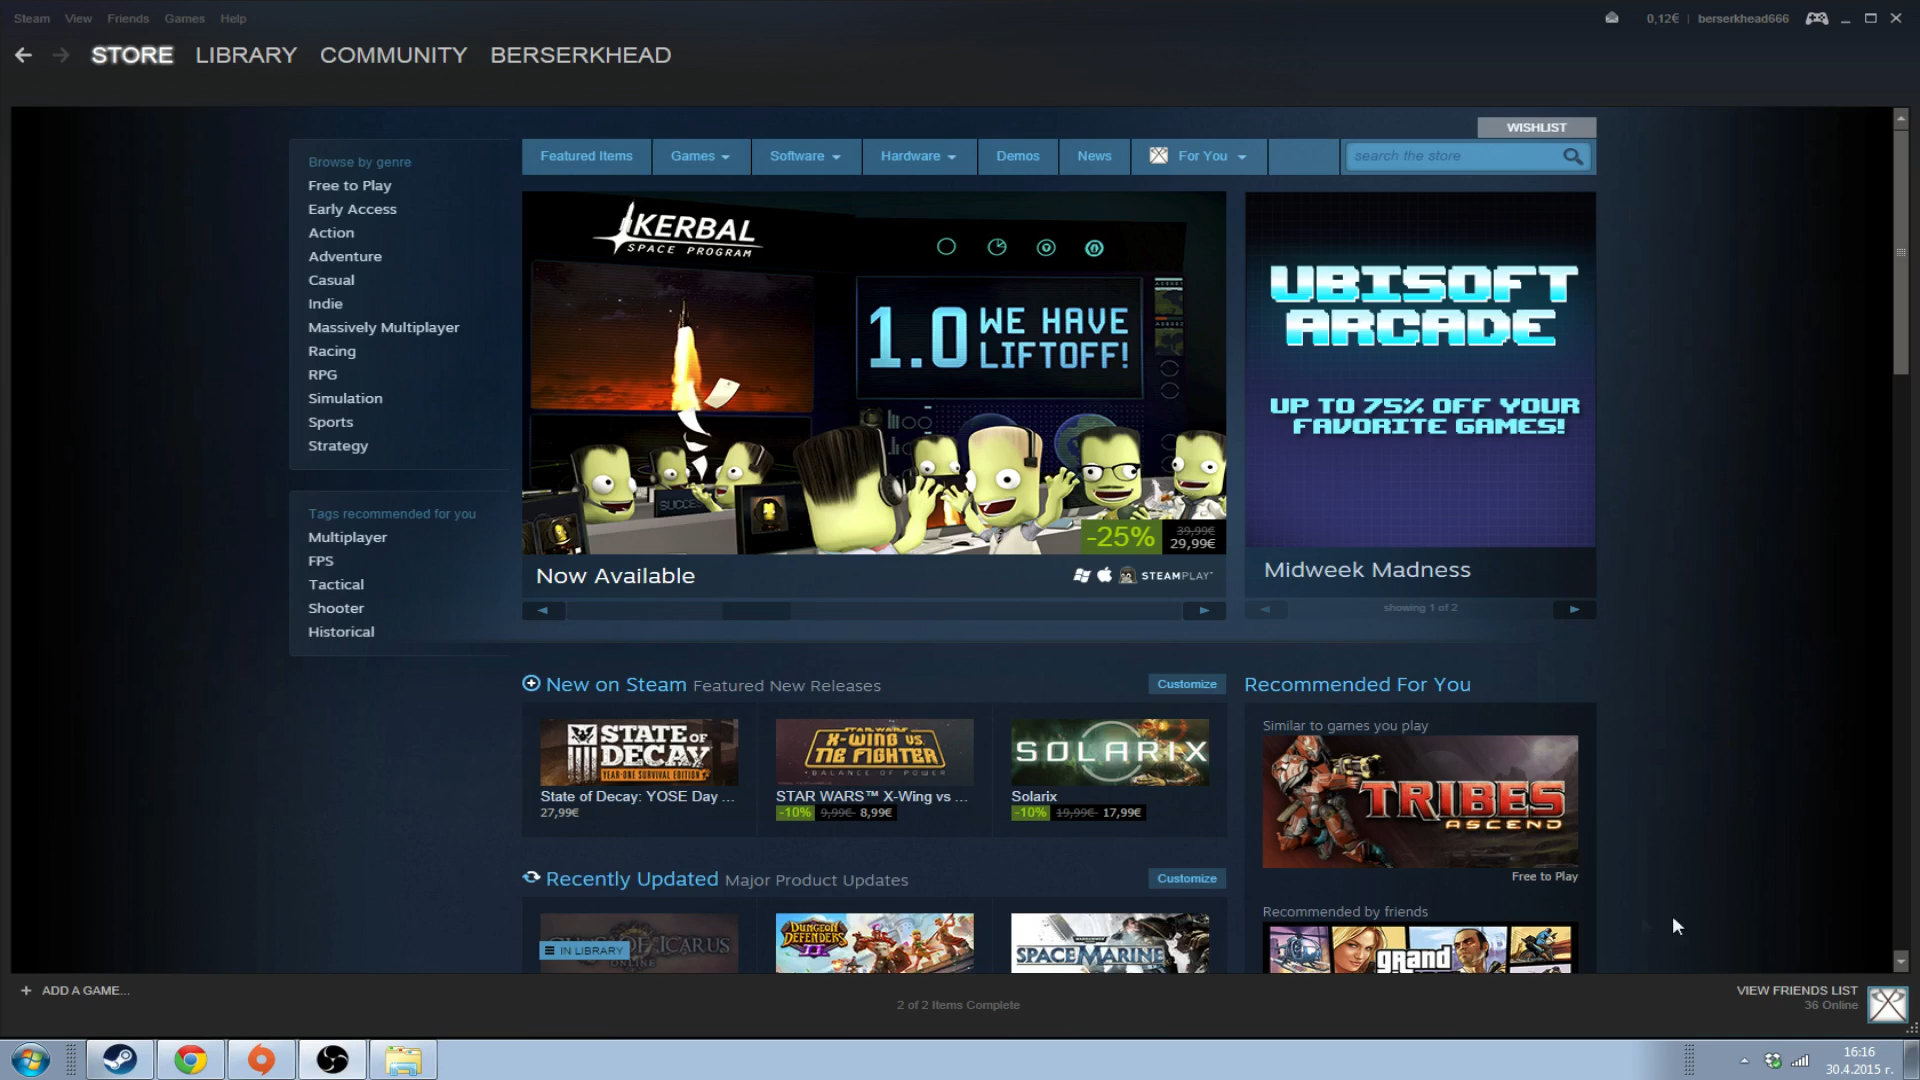 Steam View Friends Games Help
0,12€ | berserkhead666
STORE LIBRARY COMMUNITY BERSERKHEAD
WISHLIST
Featured Items Games Software Hardware Demos News For You search the store
Browse by genre
Free to Play
Early Access
Action
Adventure
Casual
Indie
Massively Multiplayer
Racing
RPG
Simulation
Sports
Strategy
Tags recommended for you
Multiplayer
FPS
Tactical
Shooter
Historical
KERBAL
SPACE PROGRAM
1.0 WE HAVE
LIFTOFF!
-25% 39,99€
29,99€
Now Available
STEAMPLAY
UBISOFT
ARCADE
UP TO 75% OFF YOUR
FAVORITE GAMES!
Midweek Madness
showing 1 of 2
New on Steam Featured New Releases
Customize
STATE OF
DECAY
YEAR-ONE SURVIVAL EDITION
State of Decay: YOSE Day ...
27,99€
STAR WARS
X-WING VS.
TIE FIGHTER
BALANCE OF POWER
STAR WARS™ X-Wing vs ...
-10% 9,99€ 8,99€
SOLARIX
Solarix
-10% 19,99€ 17,99€
Recently Updated Major Product Updates
Customize
GUNS OF ICARUS
ONLINE
IN LIBRARY
DUNGEON
DEFENDERS
II
SPACE MARINE
Recommended For You
Similar to games you play
TRIBES
ASCEND
Free to Play
Recommended by friends
grand
+ ADD A GAME...
2 of 2 Items Complete
VIEW FRIENDS LIST
36 Online
16:16
30.4.2015 г.